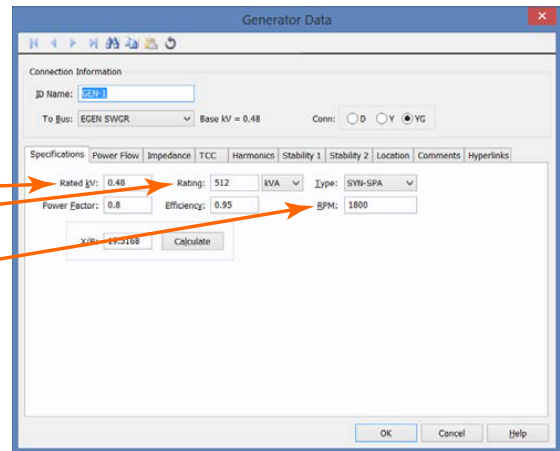 Generator Data
Connection Information
ID Name: GEN-1
To Bus: EGEN SWGR Base kV = 0.48 Conn: D Y YG
Specifications Power Flow Impedance TCC Harmonics Stability 1 Stability 2 Location Comments Hyperlinks
Rated kV: 0.48 Rating: 512 kVA Type: SYN-SPA
Power Factor: 0.8 Efficiency: 0.95 RPM: 1800
X/R: 19.3168 Calculate
OK Cancel Help